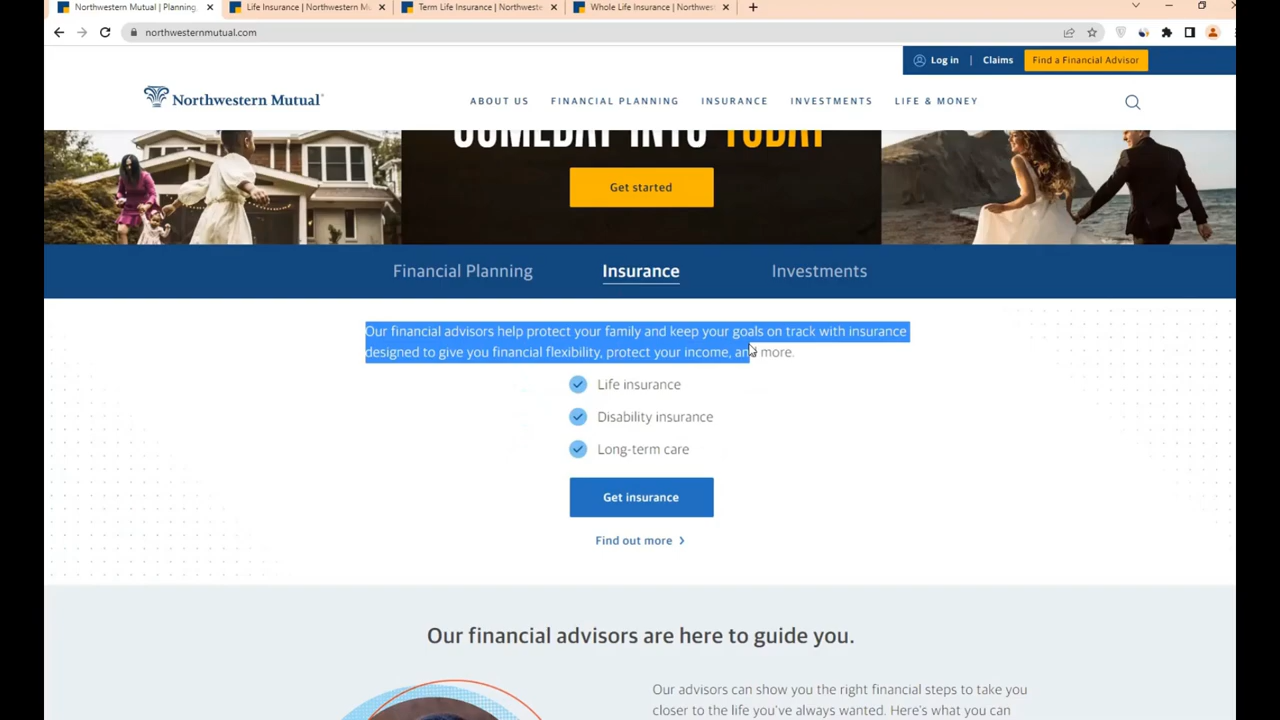 Northwestern Mutual | Planning,
Life Insurance | Northwestern Mu
Term Life Insurance | Northweste
Whole Life Insurance | Northwes
northwesternmutual.com
Log in | Claims Find a Financial Advisor
Northwestern Mutual®
ABOUT US FINANCIAL PLANNING INSURANCE INVESTMENTS LIFE & MONEY
SOMEDAY INTO TODAY
Get started
Financial Planning Insurance Investments
Our financial advisors help protect your family and keep your goals on track with insurance
designed to give you financial flexibility, protect your income, and more.
Life insurance
Disability insurance
Long-term care
Get insurance
Find out more >
Our financial advisors are here to guide you.
Our advisors can show you the right financial steps to take you
closer to the life you've always wanted. Here's what you can